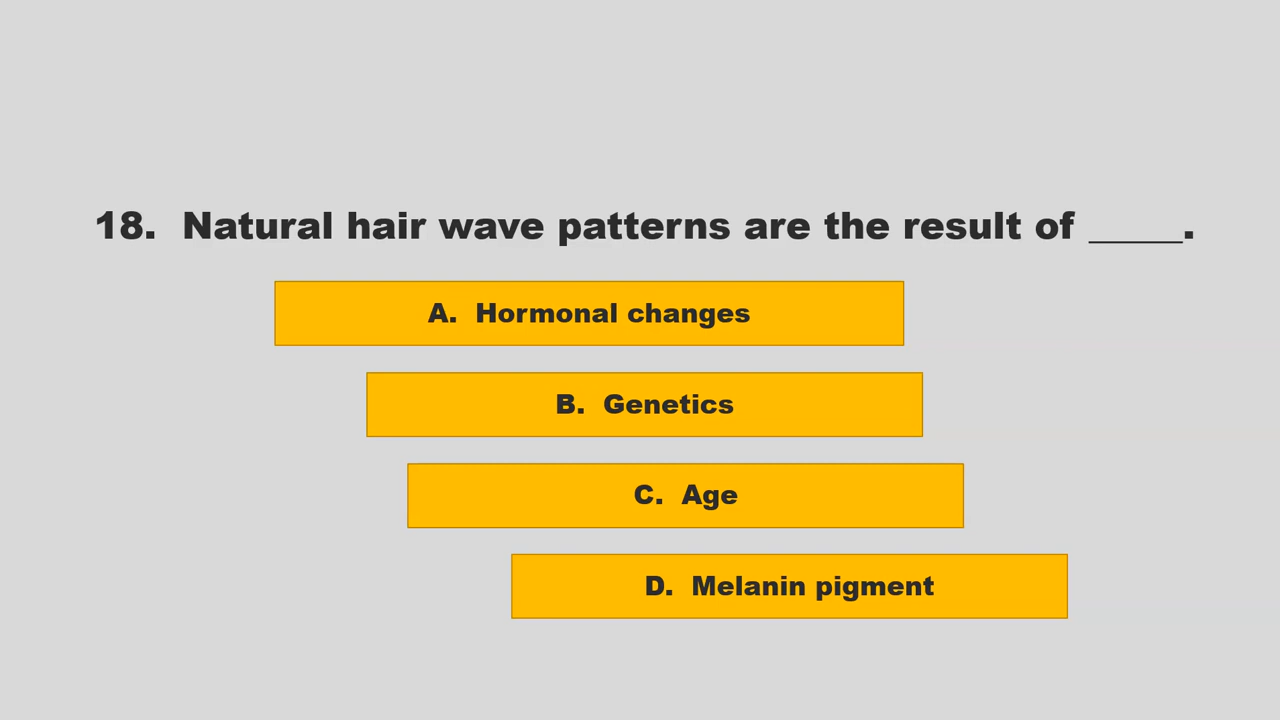 18.  Natural hair wave patterns are the result of _____.
A.  Hormonal changes
B.  Genetics
C.  Age
D.  Melanin pigment